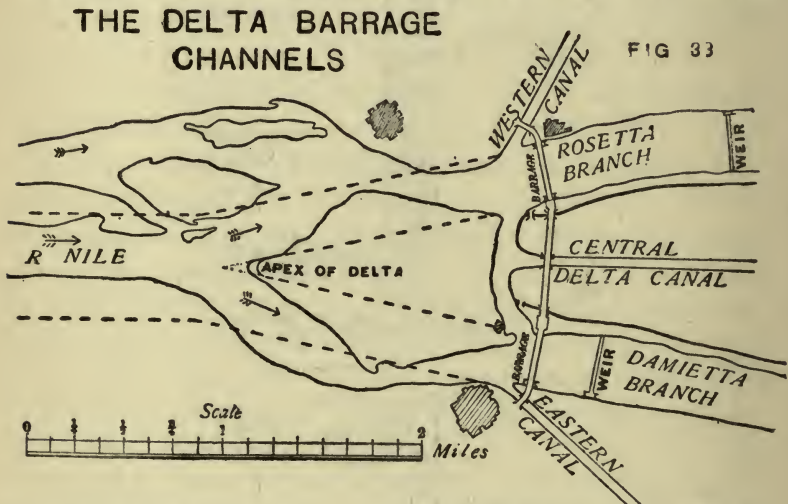 THE DELTA BARRAGE
CHANNELS
FIG 33
WESTERN
CANAL
ROSETTA
BRANCH
WEIR
BARRAGE
R NILE
APEX OF DELTA
CENTRAL
DELTA CANAL
BARRAGE
WEIR
DAMIETTA
BRANCH
EASTERN
CANAL
Scale
0 1 2
Miles